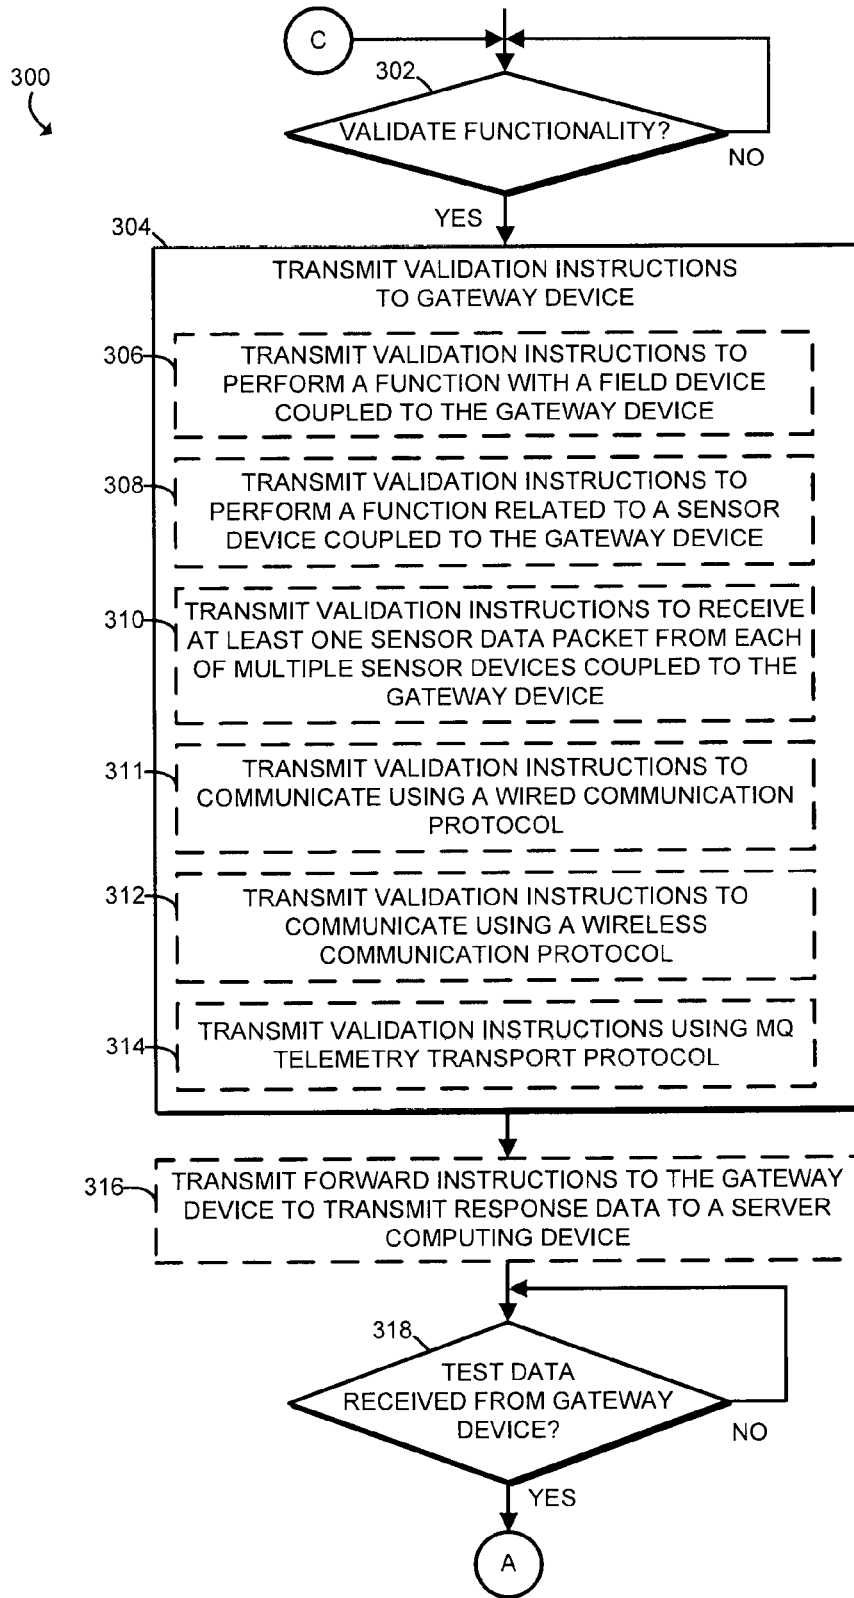 C
300
302
VALIDATE FUNCTIONALITY?
NO
YES
304
TRANSMIT VALIDATION INSTRUCTIONS
TO GATEWAY DEVICE
306
TRANSMIT VALIDATION INSTRUCTIONS TO
PERFORM A FUNCTION WITH A FIELD DEVICE
COUPLED TO THE GATEWAY DEVICE
308
TRANSMIT VALIDATION INSTRUCTIONS TO
PERFORM A FUNCTION RELATED TO A SENSOR
DEVICE COUPLED TO THE GATEWAY DEVICE
310
TRANSMIT VALIDATION INSTRUCTIONS TO RECEIVE
AT LEAST ONE SENSOR DATA PACKET FROM EACH
OF MULTIPLE SENSOR DEVICES COUPLED TO THE
GATEWAY DEVICE
311
TRANSMIT VALIDATION INSTRUCTIONS TO
COMMUNICATE USING A WIRED COMMUNICATION
PROTOCOL
312
TRANSMIT VALIDATION INSTRUCTIONS TO
COMMUNICATE USING A WIRELESS
COMMUNICATION PROTOCOL
314
TRANSMIT VALIDATION INSTRUCTIONS USING MQ
TELEMETRY TRANSPORT PROTOCOL
316
TRANSMIT FORWARD INSTRUCTIONS TO THE GATEWAY
DEVICE TO TRANSMIT RESPONSE DATA TO A SERVER
COMPUTING DEVICE
318
TEST DATA
RECEIVED FROM GATEWAY
DEVICE?
NO
YES
A